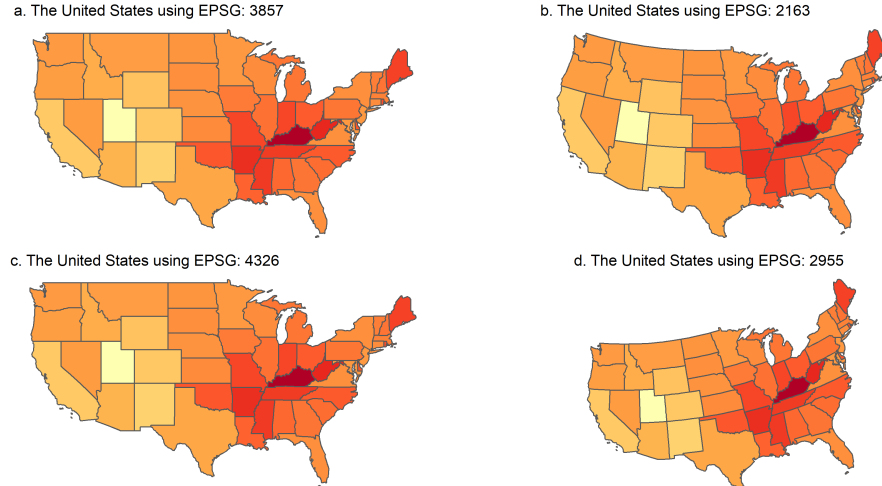 a. The United States using EPSG: 3857
b. The United States using EPSG: 2163
c. The United States using EPSG: 4326
d. The United States using EPSG: 2955